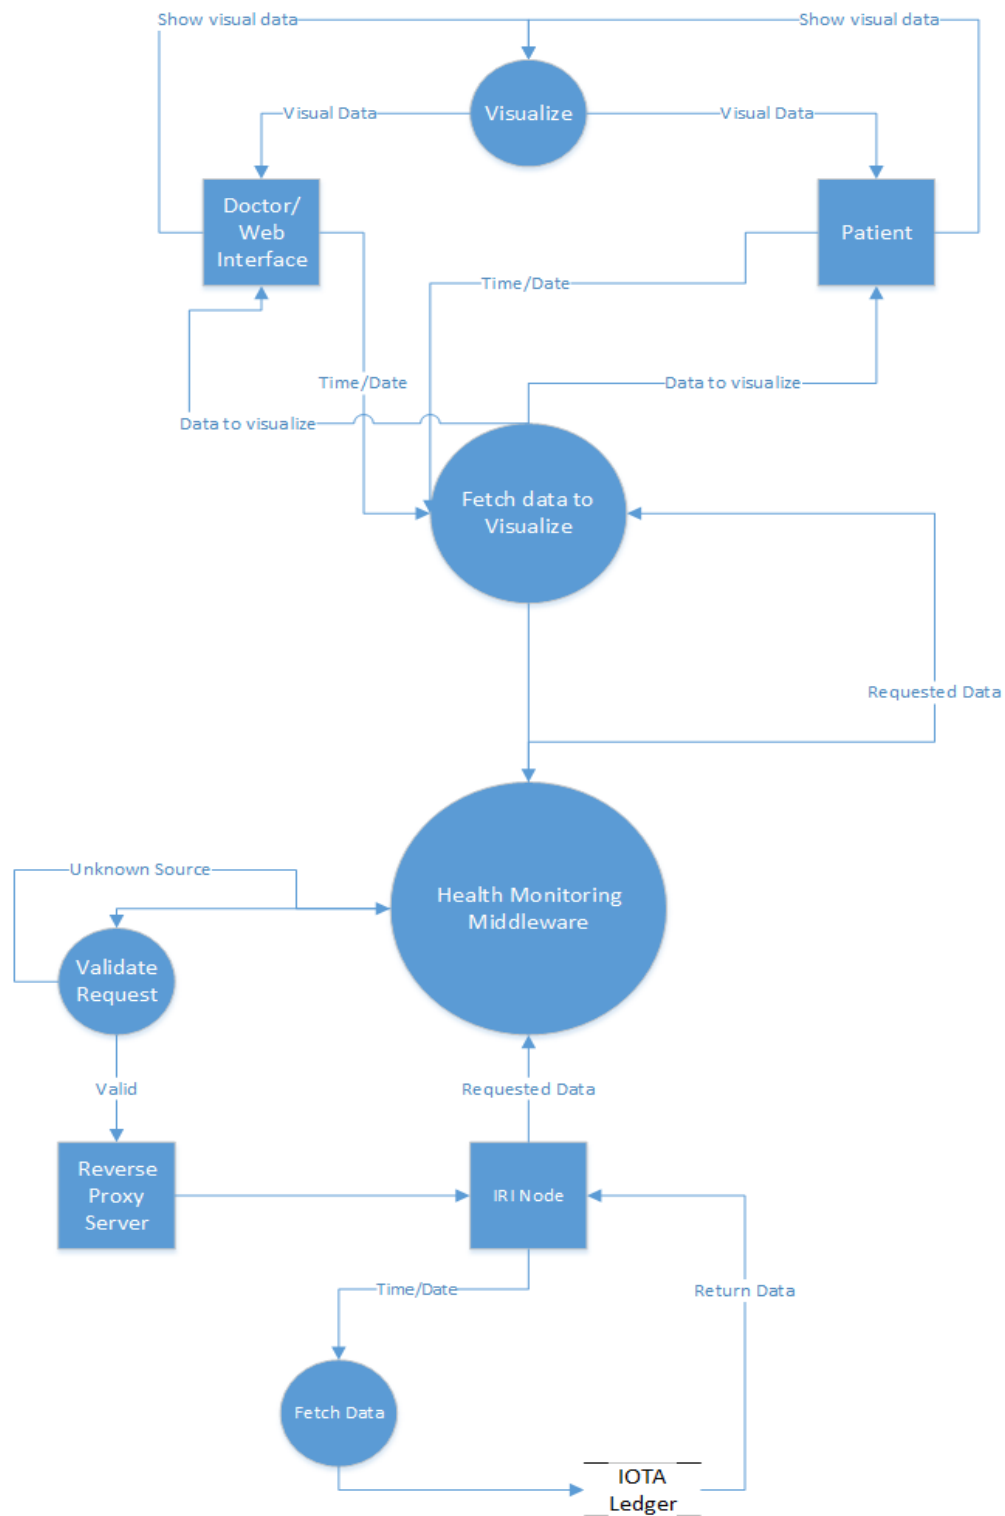 Show visual data
Show visual data
Visualize
Visual Data
Visual Data
Doctor/
Web
Interface
Patient
Time/Date
Time/Date
Data to visualize
Data to visualize
Fetch data to
Visualize
Requested Data
Unknown Source
Health Monitoring
Middleware
Validate
Request
Valid
Requested Data
Reverse
Proxy
Server
IRI Node
Time/Date
Return Data
Fetch Data
IOTA
Ledger